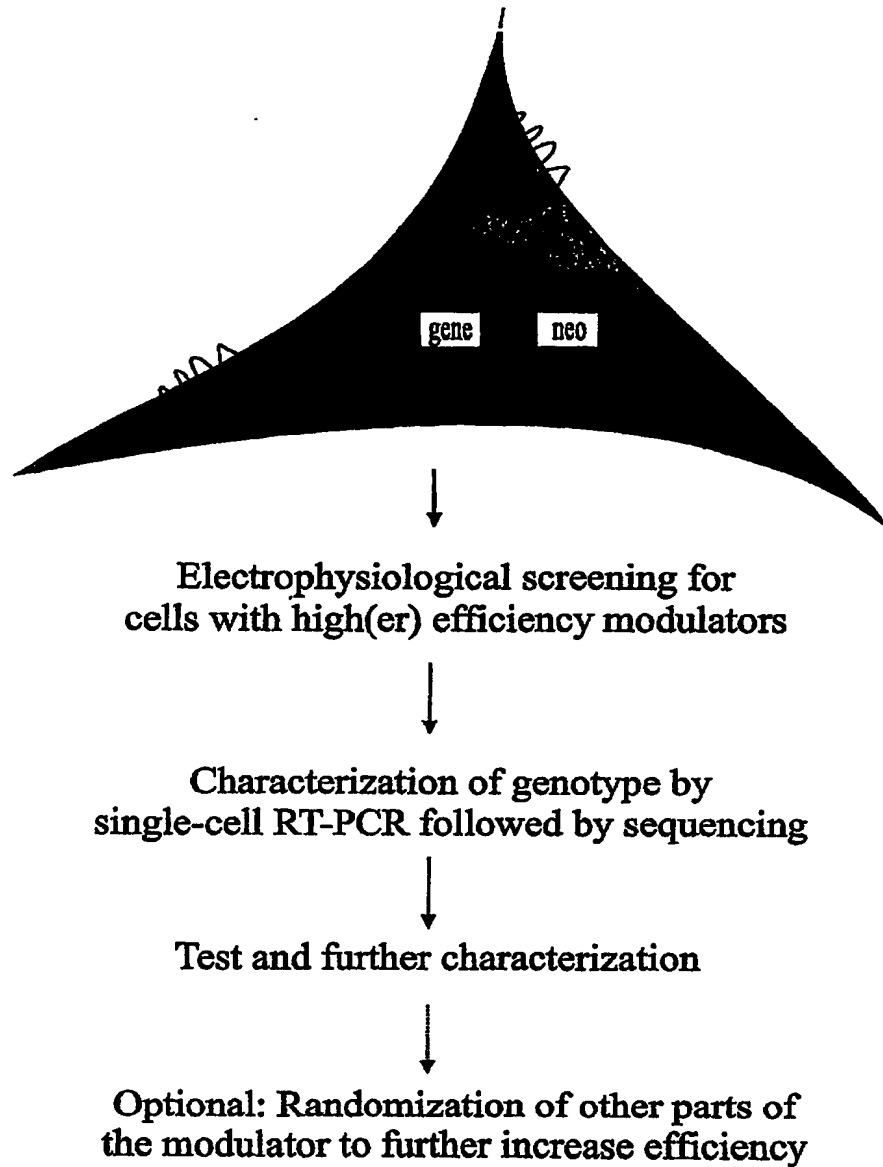 gene neo
Electrophysiological screening for
cells with high(er) efficiency modulators
Characterization of genotype by
single-cell RT-PCR followed by sequencing
Test and further characterization
Optional: Randomization of other parts of
the modulator to further increase efficiency